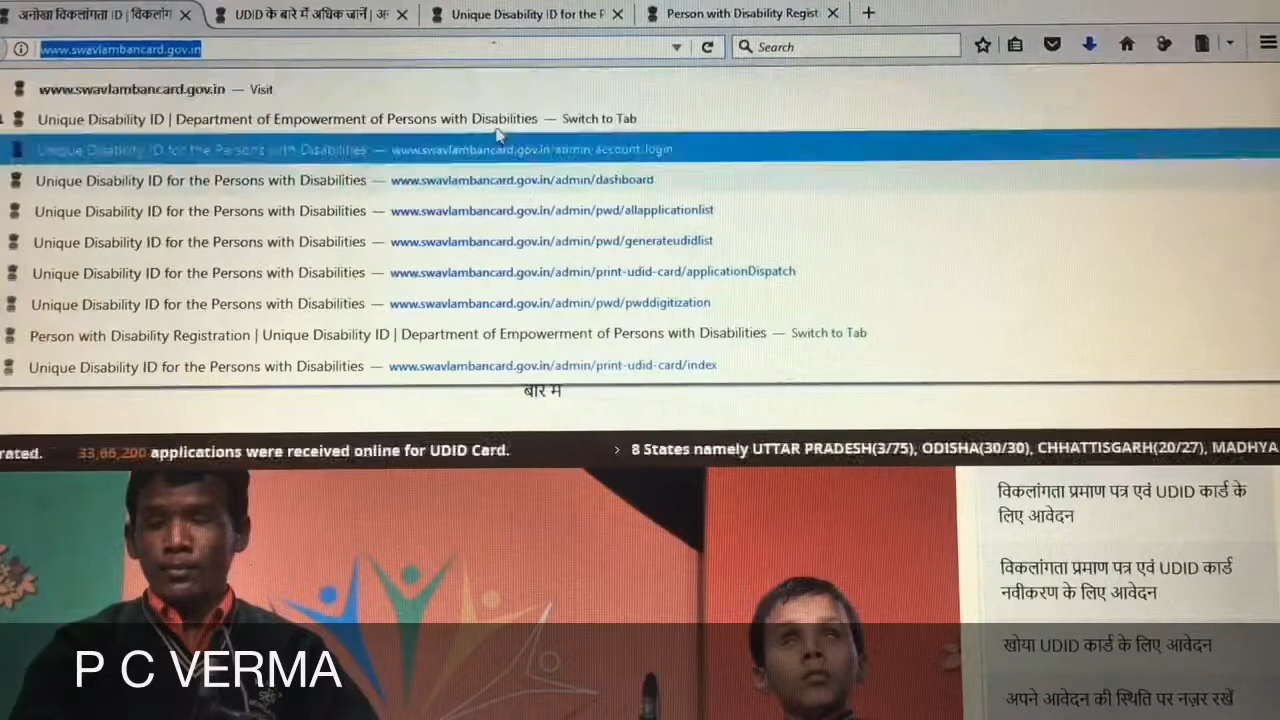 अनोखा विकलांगता ID | विकलांग
UDID के बारे में अधिक जानें | अ
Unique Disability ID for the P
Person with Disability Regist
www.swavlambancard.gov.in
Search
www.swavlambancard.gov.in — Visit
Unique Disability ID | Department of Empowerment of Persons with Disabilities — Switch to Tab
Unique Disability ID for the Persons with Disabilities — www.swavlambancard.gov.in/admin/account/login
Unique Disability ID for the Persons with Disabilities — www.swavlambancard.gov.in/admin/dashboard
Unique Disability ID for the Persons with Disabilities — www.swavlambancard.gov.in/admin/pwd/allapplicationlist
Unique Disability ID for the Persons with Disabilities — www.swavlambancard.gov.in/admin/pwd/generateudidlist
Unique Disability ID for the Persons with Disabilities — www.swavlambancard.gov.in/admin/print-udid-card/applicationDispatch
Unique Disability ID for the Persons with Disabilities — www.swavlambancard.gov.in/admin/pwd/pwddigitization
Person with Disability Registration | Unique Disability ID | Department of Empowerment of Persons with Disabilities — Switch to Tab
Unique Disability ID for the Persons with Disabilities — www.swavlambancard.gov.in/admin/print-udid-card/index
बारे में
rated. 33,66,200 applications were received online for UDID Card. › 8 States namely UTTAR PRADESH(3/75), ODISHA(30/30), CHHATTISGARH(20/27), MADHYA
विकलांगता प्रमाण पत्र एवं UDID कार्ड के
लिए आवेदन
विकलांगता प्रमाण पत्र एवं UDID कार्ड
नवीकरण के लिए आवेदन
खोया UDID कार्ड के लिए आवेदन
अपने आवेदन की स्थिति पर नज़र रखें
P C VERMA